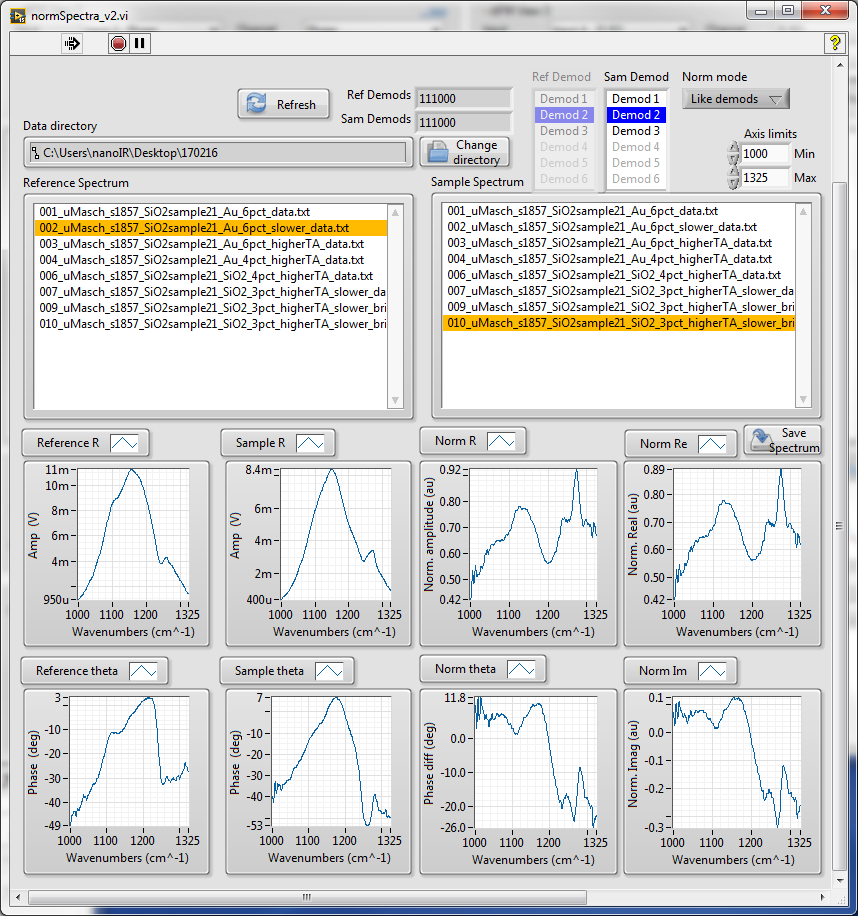 normSpectra_v2.vi
Refresh
Ref Demods
111000
Sam Demods
111000
Ref Demod
Sam Demod
Norm mode
Demod 1
Demod 2
Demod 3
Demod 4
Demod 5
Demod 6
Demod 1
Demod 2
Demod 3
Demod 4
Demod 5
Demod 6
Like demods
Axis limits
1000 Min
1325 Max
Data directory
C:\Users\nanoIR\Desktop\170216
Change
directory
Reference Spectrum
001_uMasch_s1857_SiO2sample21_Au_6pct_data.txt
002_uMasch_s1857_SiO2sample21_Au_6pct_slower_data.txt
003_uMasch_s1857_SiO2sample21_Au_6pct_higherTA_data.txt
004_uMasch_s1857_SiO2sample21_Au_4pct_higherTA_data.txt
006_uMasch_s1857_SiO2sample21_SiO2_4pct_higherTA_data.txt
007_uMasch_s1857_SiO2sample21_SiO2_3pct_higherTA_slower_da
009_uMasch_s1857_SiO2sample21_SiO2_3pct_higherTA_slower_bri
010_uMasch_s1857_SiO2sample21_SiO2_3pct_higherTA_slower_bri
Sample Spectrum
001_uMasch_s1857_SiO2sample21_Au_6pct_data.txt
002_uMasch_s1857_SiO2sample21_Au_6pct_slower_data.txt
003_uMasch_s1857_SiO2sample21_Au_6pct_higherTA_data.txt
004_uMasch_s1857_SiO2sample21_Au_4pct_higherTA_data.txt
006_uMasch_s1857_SiO2sample21_SiO2_4pct_higherTA_data.txt
007_uMasch_s1857_SiO2sample21_SiO2_3pct_higherTA_slower_da
009_uMasch_s1857_SiO2sample21_SiO2_3pct_higherTA_slower_bri
010_uMasch_s1857_SiO2sample21_SiO2_3pct_higherTA_slower_bri
Save
Spectrum
Reference R
Amp (V)
11m
10m
8m
6m
4m
950u
1000 1100 1200 1325
Wavenumbers (cm^-1)
Sample R
Amp (V)
8.4m
6m
4m
2m
400u
1000 1100 1200 1325
Wavenumbers (cm^-1)
Norm R
Norm. amplitude (au)
0.92
0.80
0.70
0.60
0.50
0.42
1000 1100 1200 1325
Wavenumbers (cm^-1)
Norm Re
Norm. Real (au)
0.89
0.80
0.70
0.60
0.50
0.42
1000 1100 1200 1325
Wavenumbers (cm^-1)
Reference theta
Phase (deg)
3
-10
-20
-30
-40
-49
1000 1100 1200 1325
Wavenumbers (cm^-1)
Sample theta
Phase (deg)
7
-10
-20
-30
-40
-53
1000 1100 1200 1325
Wavenumbers (cm^-1)
Norm theta
Phase diff (deg)
11.8
0.0
-10.0
-20.0
-26.0
1000 1100 1200 1325
Wavenumbers (cm^-1)
Norm Im
Norm. Imag (au)
0.1
0.0
-0.1
-0.2
-0.3
1000 1100 1200 1325
Wavenumbers (cm^-1)